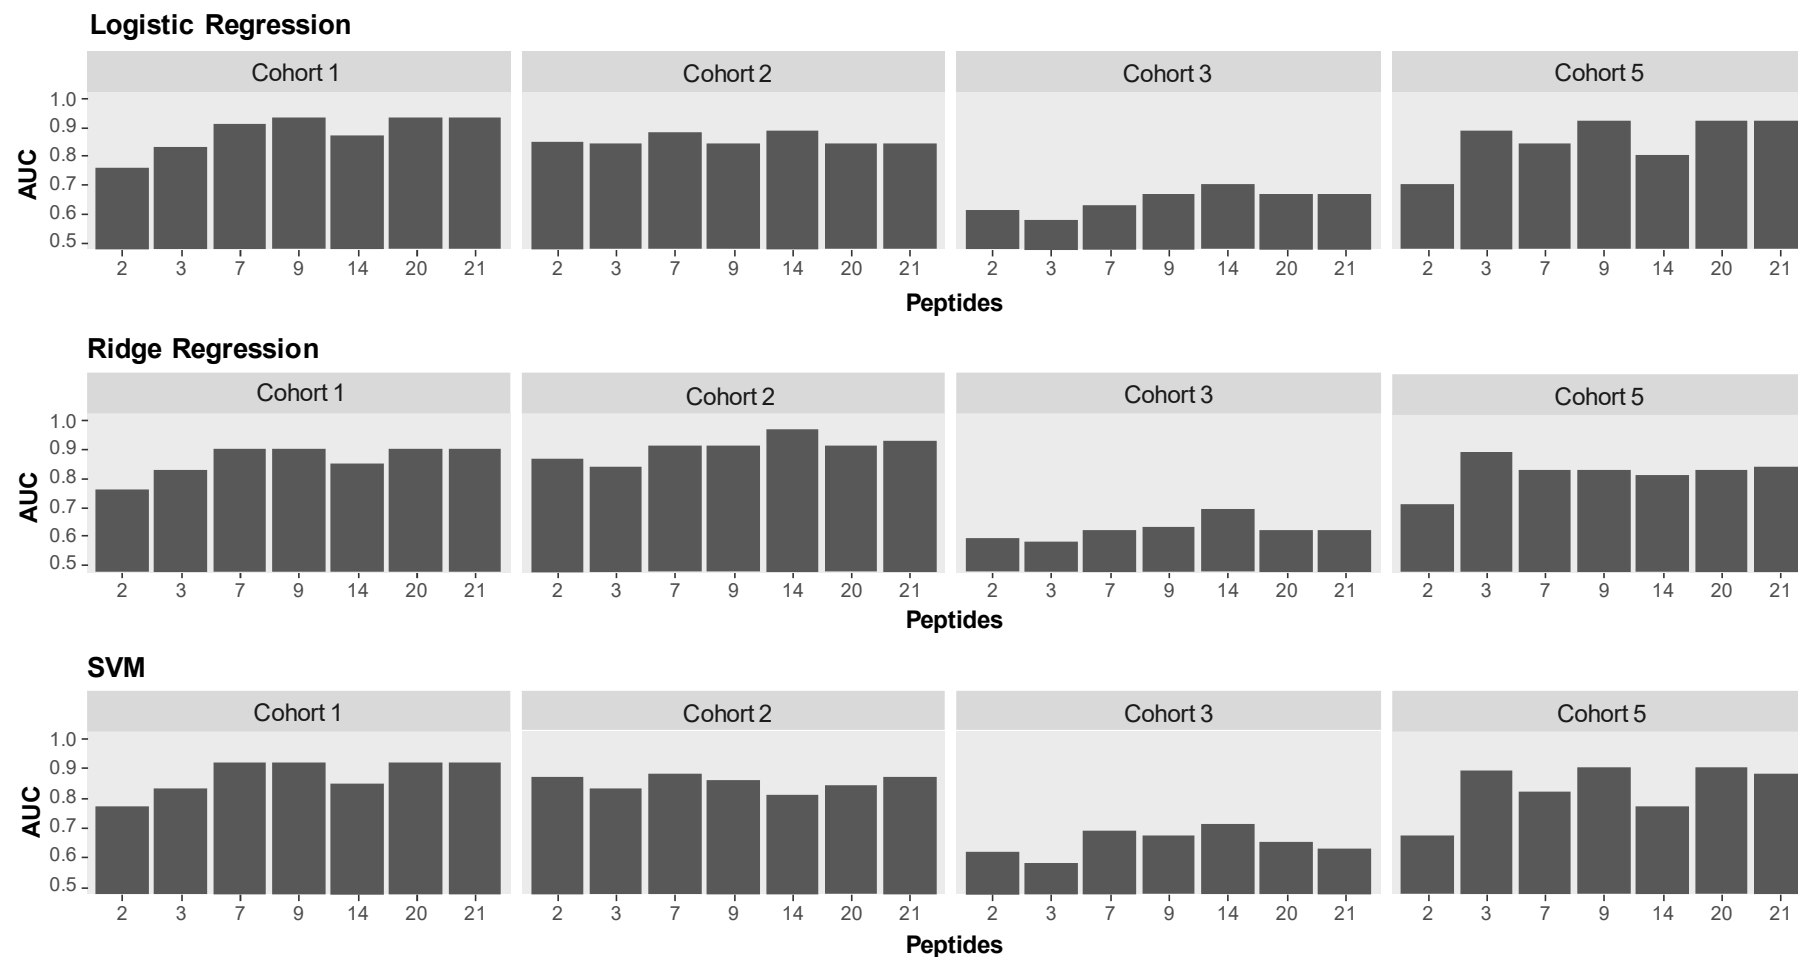 Logistic Regression
Cohort 1 Cohort 2 Cohort 3 Cohort 5
1.0
0.9
0.8
0.7
0.6
0.5
AUC
2 3 7 9 14 20 21 2 3 7 9 14 20 21 2 3 7 9 14 20 21 2 3 7 9 14 20 21
Peptides
Ridge Regression
Cohort 1 Cohort 2 Cohort 3 Cohort 5
1.0
0.9
0.8
0.7
0.6
0.5
AUC
2 3 7 9 14 20 21 2 3 7 9 14 20 21 2 3 7 9 14 20 21 2 3 7 9 14 20 21
Peptides
SVM
Cohort 1 Cohort 2 Cohort 3 Cohort 5
1.0
0.9
0.8
0.7
0.6
0.5
AUC
2 3 7 9 14 20 21 2 3 7 9 14 20 21 2 3 7 9 14 20 21 2 3 7 9 14 20 21
Peptides